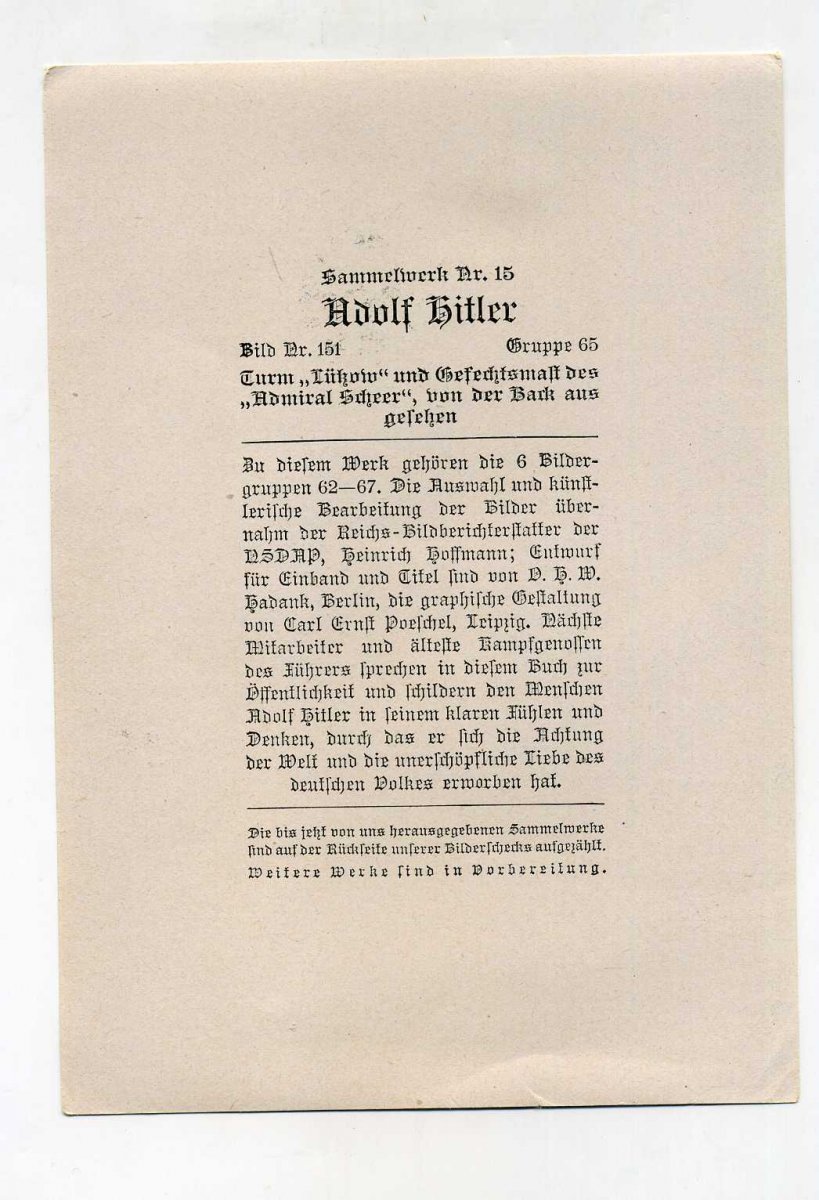 Sammelwerk Nr. 15
Adolf Hitler
Bild Nr. 151 Gruppe 65
Turm „Lützow“ und Gefechtsmast des
„Admiral Scheer“, von der Back aus
gesehen
Zu diesem Werk gehören die 6 Bilder-
gruppen 62—67. Die Auswahl und künst-
lerische Bearbeitung der Bilder über-
nahm der Reichs-Bildberichterstatter der
NSDAP, Heinrich Hoffmann; Entwurf
für Einband und Titel sind von O. H. W.
Hadank, Berlin, die graphische Gestaltung
von Carl Ernst Poeschel, Leipzig. Nächste
Mitarbeiter und älteste Kampfgenossen
des Führers sprechen in diesem Buch zur
Öffentlichkeit und schildern den Menschen
Adolf Hitler in seinem klaren Fühlen und
Denken, durch das er sich die Achtung
der Welt und die unerschöpfliche Liebe des
deutschen Volkes erworben hat.
Die bis jetzt von uns herausgegebenen Sammelwerke
sind auf der Rückseite unserer Bilderschecks aufgezählt.
Weitere Werke sind in Vorbereitung.